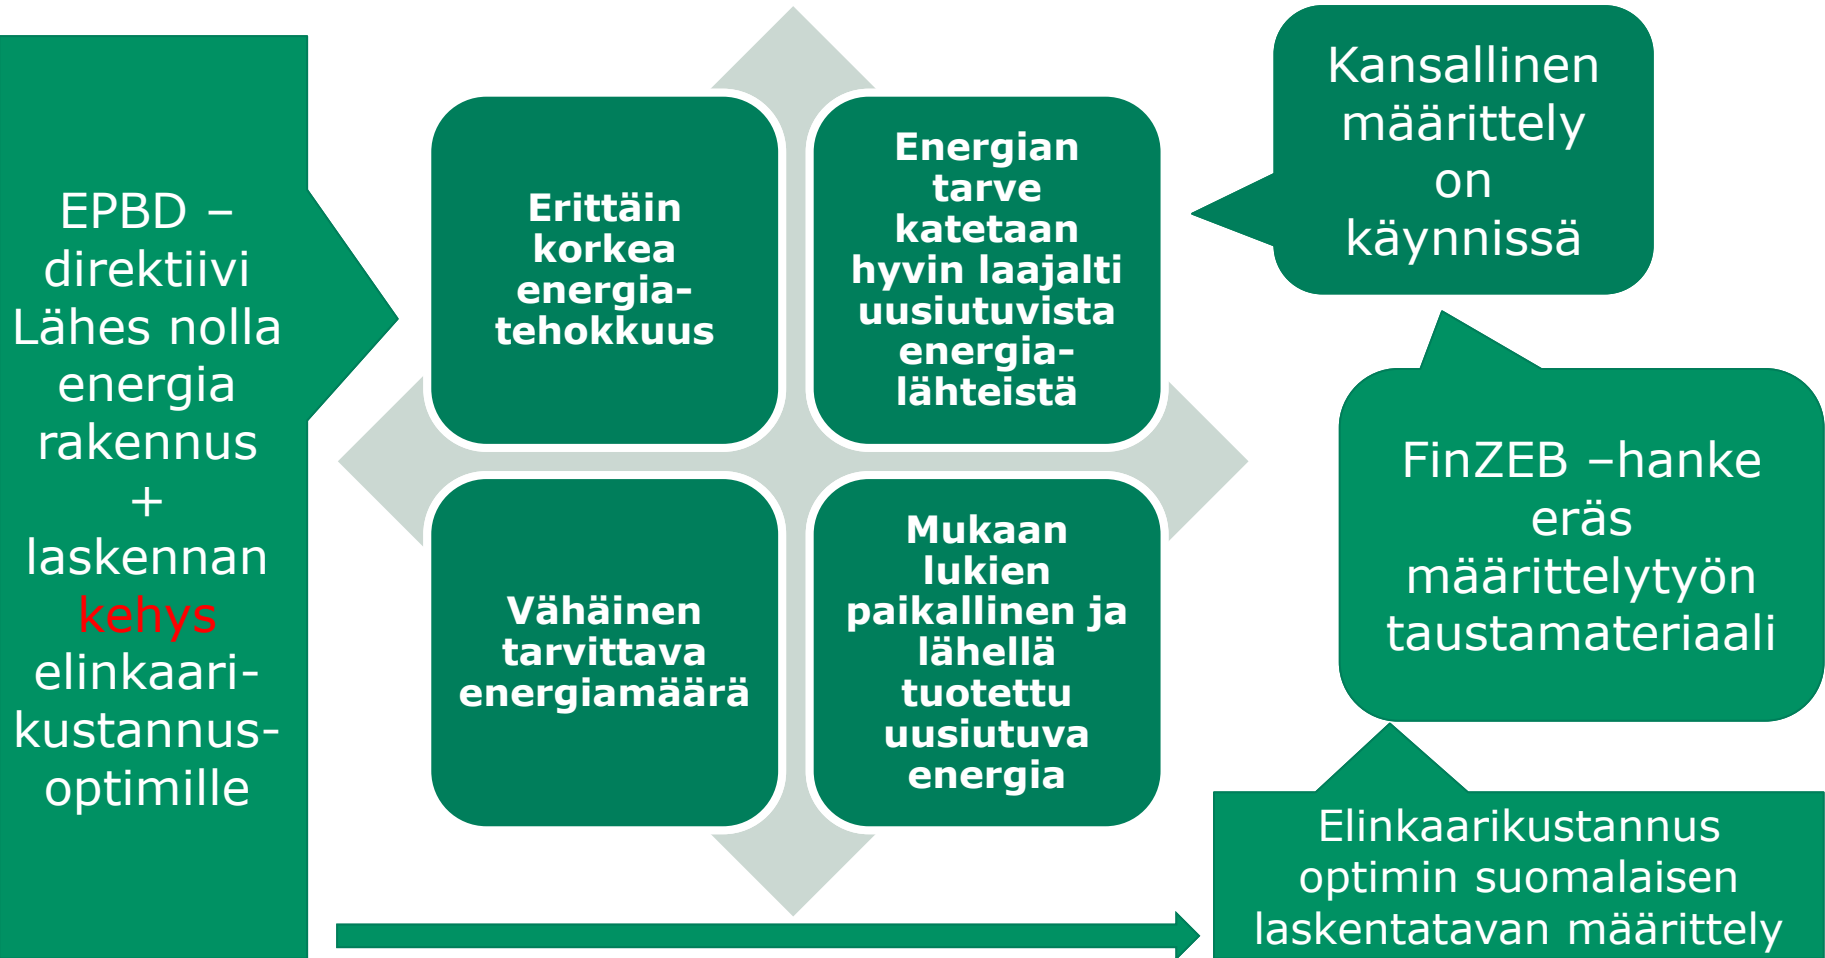 EPBD –
direktiivi
Lähes nolla
energia
rakennus
+
laskennan
kehys
elinkaari-
kustannus-
optimille
Erittäin
korkea
energia-
tehokkuus
Energian
tarve
katetaan
hyvin laajalti
uusiutuvista
energia-
lähteistä
Vähäinen
tarvittava
energiamäärä
Mukaan
lukien
paikallinen ja
lähellä
tuotettu
uusiutuva
energia
Kansallinen
määrittely
on
käynnissä
FinZEB –hanke
eräs
määrittelytyön
taustamateriaali
Elinkaarikustannus
optimin suomalaisen
laskentatavan määrittely